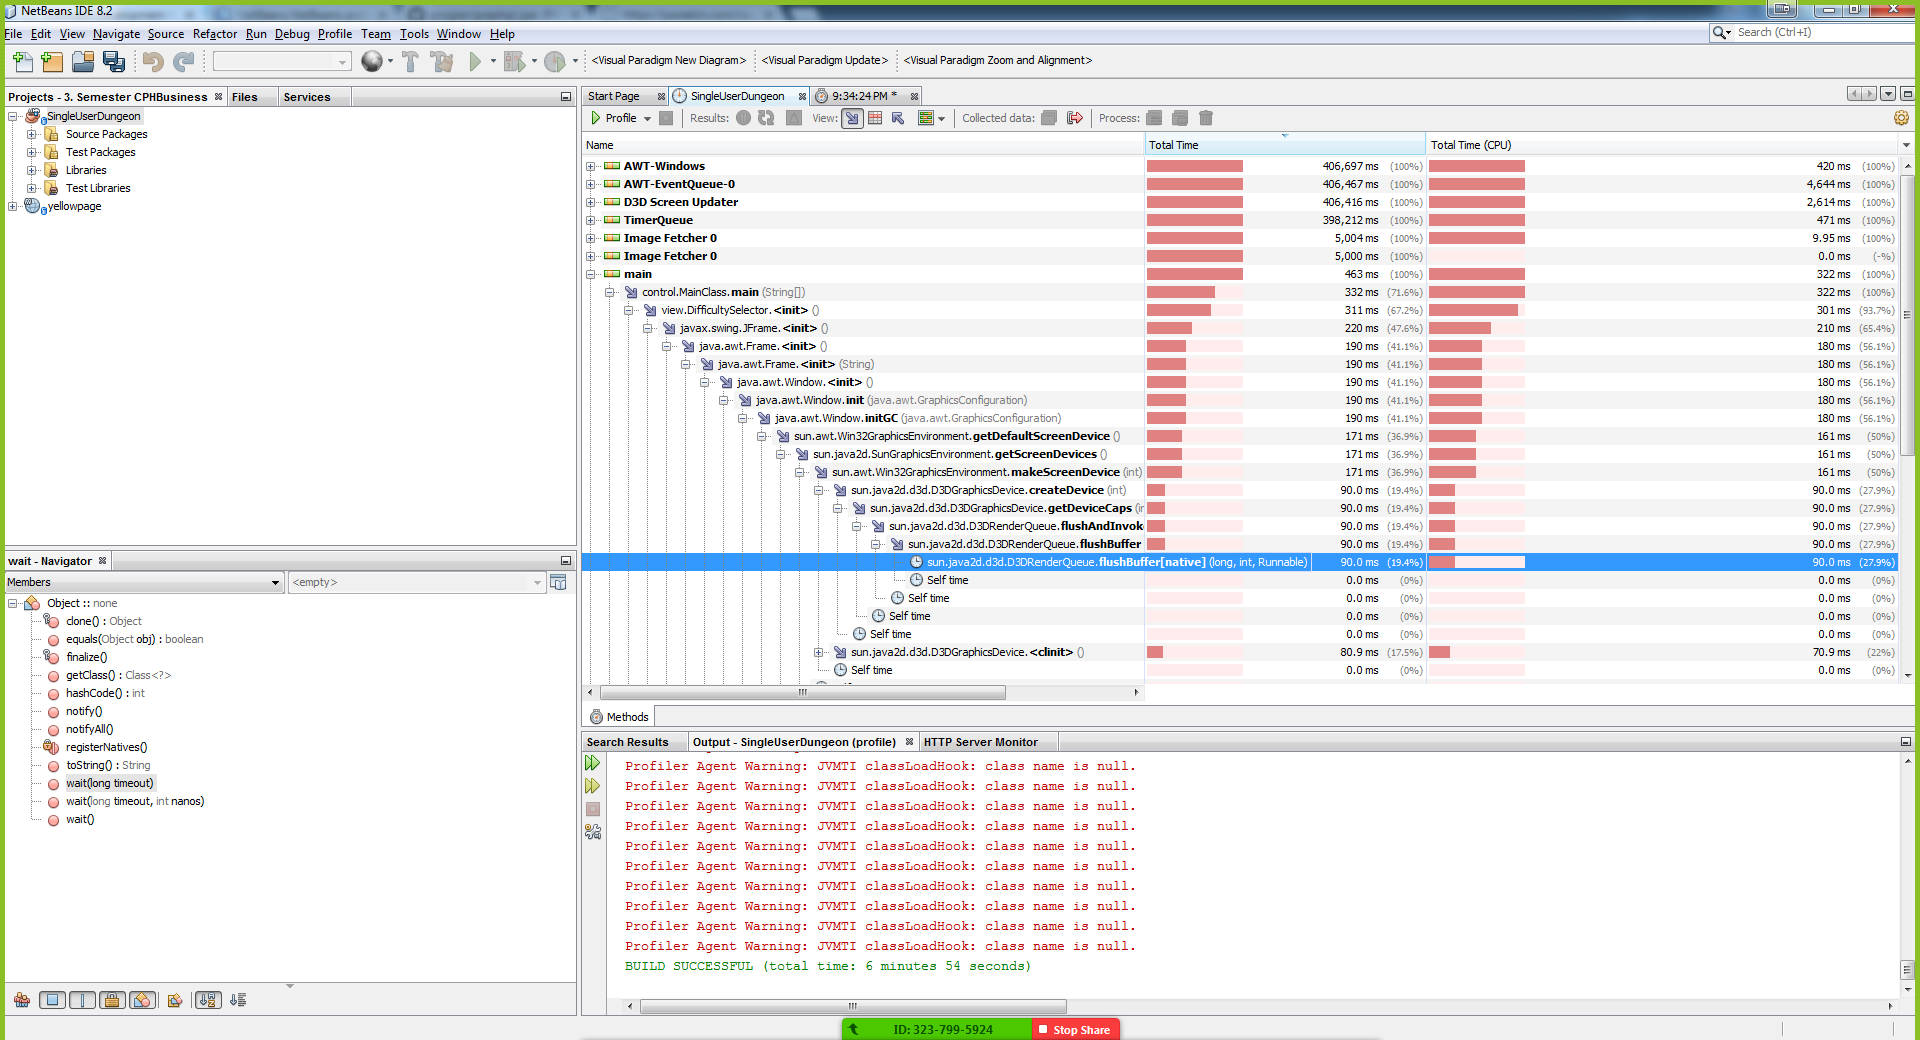 NetBeans IDE 8.2
File Edit View Navigate Source Refactor Run Debug Profile Team Tools Window Help
Search (Ctrl+I)
<Visual Paradigm New Diagram> <Visual Paradigm Update> <Visual Paradigm Zoom and Alignment>
Projects - 3. Semester CPHBusiness Files Services
SingleUserDungeon
Source Packages
Test Packages
Libraries
Test Libraries
yellowpage
wait - Navigator
Members <empty>
Object :: none
clone() : Object
equals(Object obj) : boolean
finalize()
getClass() : Class<?>
hashCode() : int
notify()
notifyAll()
registerNatives()
toString() : String
wait(long timeout)
wait(long timeout, int nanos)
wait()
Start Page SingleUserDungeon 9:34:24 PM *
Profile Results: View: Collected data: Process:
Name Total Time Total Time (CPU)
AWT-Windows 406,697 ms (100%) 420 ms (100%)
AWT-EventQueue-0 406,467 ms (100%) 4,644 ms (100%)
D3D Screen Updater 406,416 ms (100%) 2,614 ms (100%)
TimerQueue 398,212 ms (100%) 471 ms (100%)
Image Fetcher 0 5,004 ms (100%) 9.95 ms (100%)
Image Fetcher 0 5,000 ms (100%) 0.0 ms (-%)
main 463 ms (100%) 322 ms (100%)
control.MainClass.main (String[]) 332 ms (71.6%) 322 ms (100%)
view.DifficultySelector.<init> () 311 ms (67.2%) 301 ms (93.7%)
javax.swing.JFrame.<init> () 220 ms (47.6%) 210 ms (65.4%)
java.awt.Frame.<init> () 190 ms (41.1%) 180 ms (56.1%)
java.awt.Frame.<init> (String) 190 ms (41.1%) 180 ms (56.1%)
java.awt.Window.<init> () 190 ms (41.1%) 180 ms (56.1%)
java.awt.Window.init (java.awt.GraphicsConfiguration) 190 ms (41.1%) 180 ms (56.1%)
java.awt.Window.initGC (java.awt.GraphicsConfiguration) 190 ms (41.1%) 180 ms (56.1%)
sun.awt.Win32GraphicsEnvironment.getDefaultScreenDevice () 171 ms (36.9%) 161 ms (50%)
sun.java2d.SunGraphicsEnvironment.getScreenDevices () 171 ms (36.9%) 161 ms (50%)
sun.awt.Win32GraphicsEnvironment.makeScreenDevice (int) 171 ms (36.9%) 161 ms (50%)
sun.java2d.d3d.D3DGraphicsDevice.createDevice (int) 90.0 ms (19.4%) 90.0 ms (27.9%)
sun.java2d.d3d.D3DGraphicsDevice.getDeviceCaps (in 90.0 ms (19.4%) 90.0 ms (27.9%)
sun.java2d.d3d.D3DRenderQueue.flushAndInvok 90.0 ms (19.4%) 90.0 ms (27.9%)
sun.java2d.d3d.D3DRenderQueue.flushBuffer 90.0 ms (19.4%) 90.0 ms (27.9%)
sun.java2d.d3d.D3DRenderQueue.flushBuffer[native] (long, int, Runnable) 90.0 ms (19.4%) 90.0 ms (27.9%)
Self time 0.0 ms (0%) 0.0 ms (0%)
Self time 0.0 ms (0%) 0.0 ms (0%)
Self time 0.0 ms (0%) 0.0 ms (0%)
Self time 0.0 ms (0%) 0.0 ms (0%)
sun.java2d.d3d.D3DGraphicsDevice.<clinit> () 80.9 ms (17.5%) 70.9 ms (22%)
Self time 0.0 ms (0%) 0.0 ms (0%)
Methods
Search Results Output - SingleUserDungeon (profile) HTTP Server Monitor
Profiler Agent Warning: JVMTI classLoadHook: class name is null.
Profiler Agent Warning: JVMTI classLoadHook: class name is null.
Profiler Agent Warning: JVMTI classLoadHook: class name is null.
Profiler Agent Warning: JVMTI classLoadHook: class name is null.
Profiler Agent Warning: JVMTI classLoadHook: class name is null.
Profiler Agent Warning: JVMTI classLoadHook: class name is null.
Profiler Agent Warning: JVMTI classLoadHook: class name is null.
Profiler Agent Warning: JVMTI classLoadHook: class name is null.
Profiler Agent Warning: JVMTI classLoadHook: class name is null.
Profiler Agent Warning: JVMTI classLoadHook: class name is null.
BUILD SUCCESSFUL (total time: 6 minutes 54 seconds)
ID: 323-799-5924 Stop Share